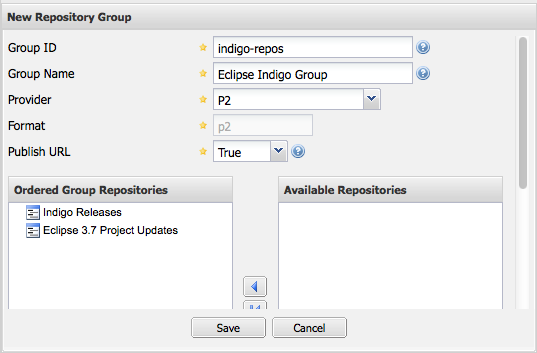 New Repository Group
Group ID indigo-repos
Group Name Eclipse Indigo Group
Provider P2
Format p2
Publish URL True
Ordered Group Repositories Available Repositories
Indigo Releases
Eclipse 3.7 Project Updates
Save Cancel